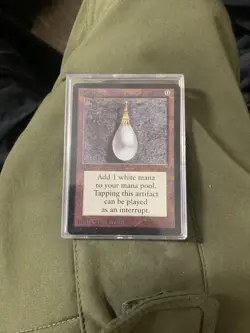 Add 1 white mana
to your mana pool.
Tapping this artifact
can be played
as an interrupt.